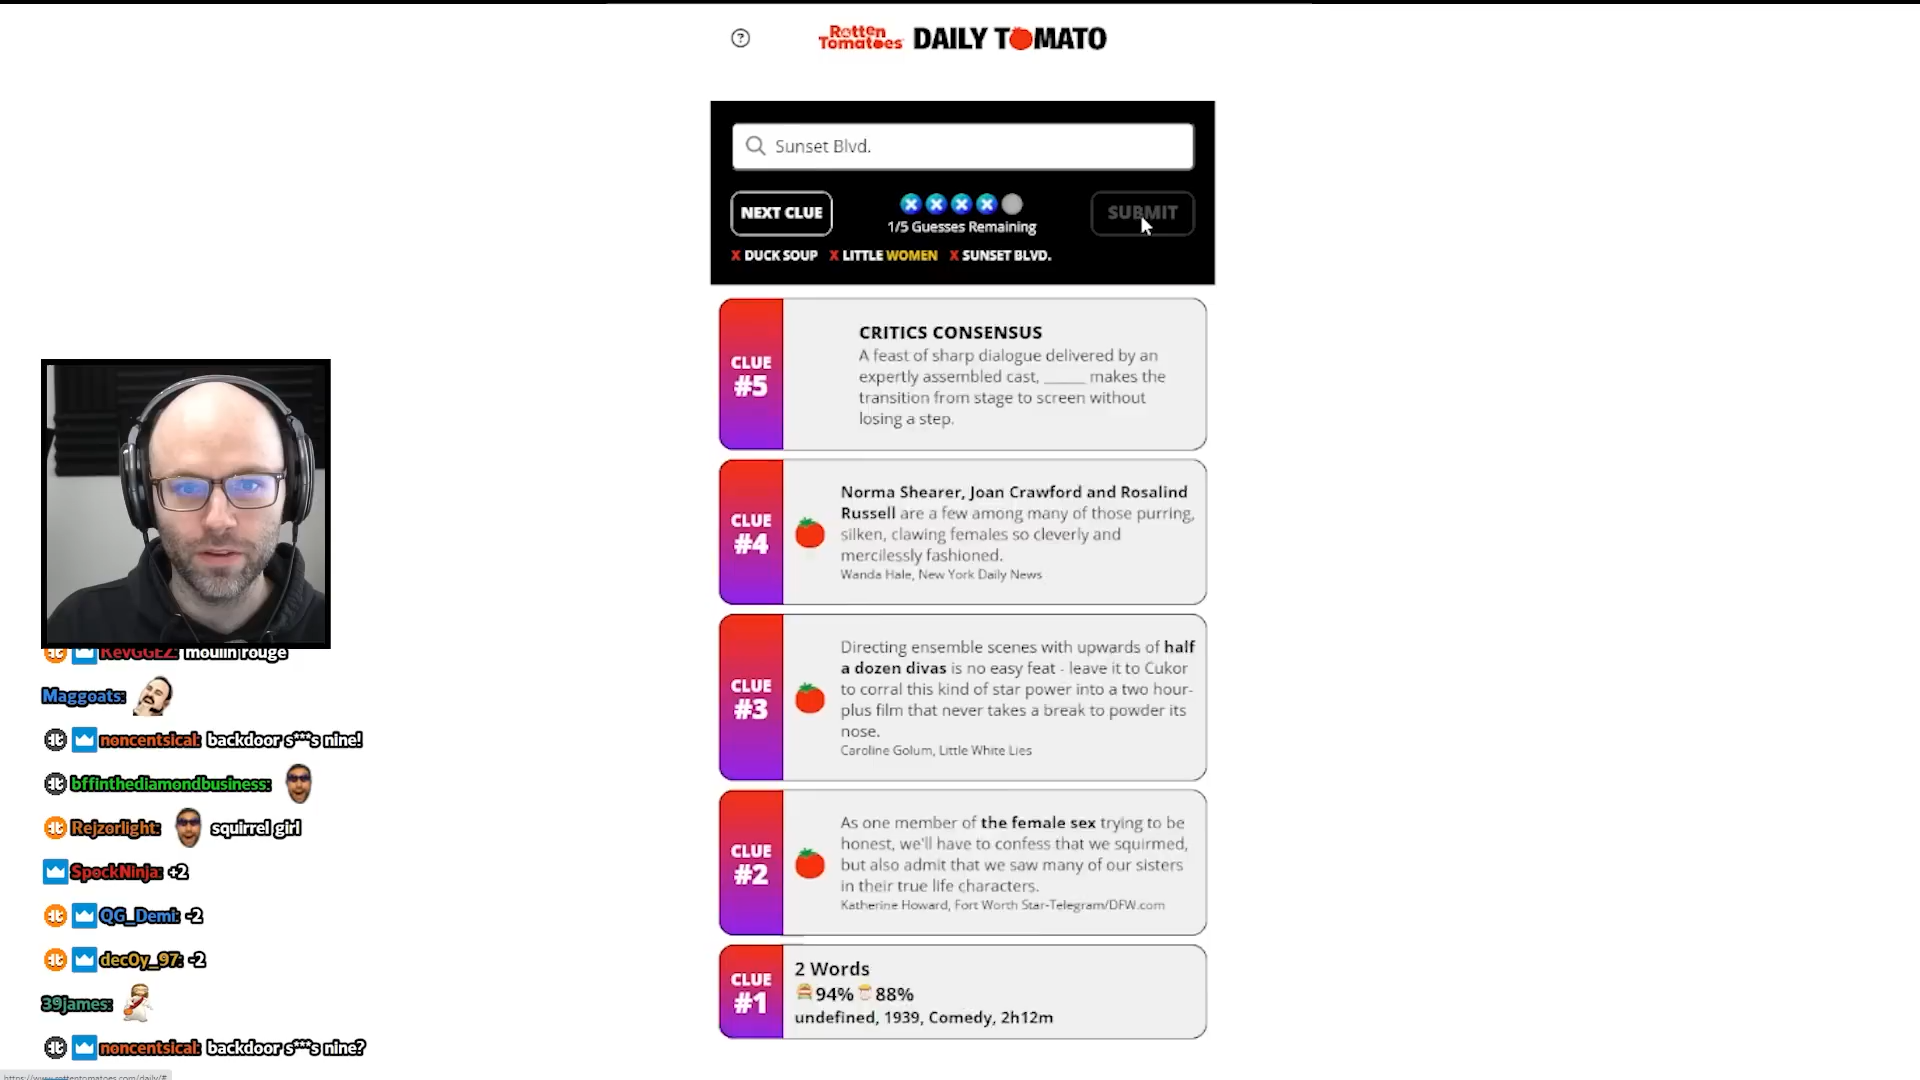 Rotten Tomatoes DAILY TOMATO
Sunset Blvd.
NEXT CLUE
1/5 Guesses Remaining
SUBMIT
X DUCK SOUP X LITTLE WOMEN X SUNSET BLVD.
CLUE #5
CRITICS CONSENSUS
A feast of sharp dialogue delivered by an
expertly assembled cast, _____ makes the
transition from stage to screen without
losing a step.
CLUE #4
Norma Shearer, Joan Crawford and Rosalind
Russell are a few among many of those purring,
silken, clawing females so cleverly and
mercilessly fashioned.
Wanda Hale, New York Daily News
CLUE #3
Directing ensemble scenes with upwards of half
a dozen divas is no easy feat - leave it to Cukor
to corral this kind of star power into a two hour-
plus film that never takes a break to powder its
nose.
Caroline Golum, Little White Lies
CLUE #2
As one member of the female sex trying to be
honest, we'll have to confess that we squirmed,
but also admit that we saw many of our sisters
in their true life characters.
Katherine Howard, Fort Worth Star-Telegram/DFW.com
CLUE #1
2 Words
94% 88%
undefined, 1939, Comedy, 2h12m
RevGGEZ: moulin rouge
Maggoats:
noncentsical: backdoor s***s nine!
bffinthediamondbusiness:
Rejzorlight: squirrel girl
SpockNinja: +2
QG_Demi: -2
dec0y_97: -2
39james:
noncentsical: backdoor s***s nine?
https://www.rottentomatoes.com/daily/#